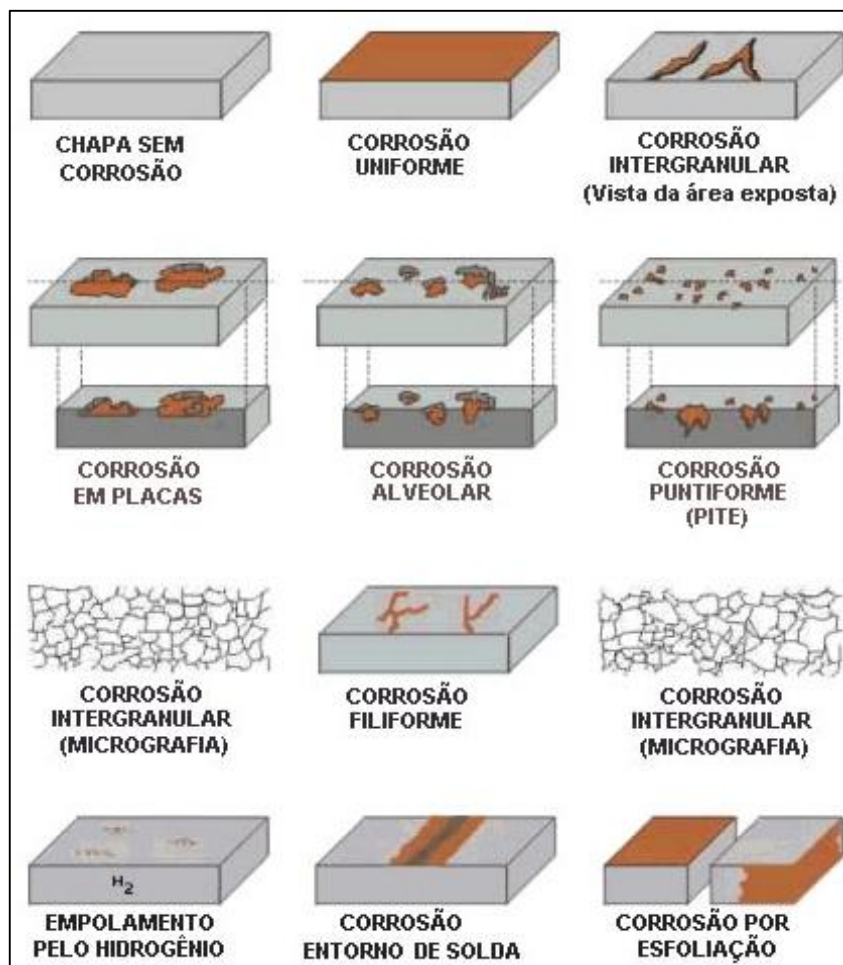 CHAPA SEM
CORROSÃO
CORROSÃO
UNIFORME
CORROSÃO
INTERGRANULAR
(Vista da área exposta)
CORROSÃO
EM PLACAS
CORROSÃO
ALVEOLAR
CORROSÃO
PUNTIFORME
(PITE)
CORROSÃO
INTERGRANULAR
(MICROGRAFIA)
CORROSÃO
FILIFORME
CORROSÃO
INTERGRANULAR
(MICROGRAFIA)
H₂
EMPOLAMENTO
PELO HIDROGÊNIO
CORROSÃO
ENTORNO DE SOLDA
CORROSÃO POR
ESFOLIAÇÃO